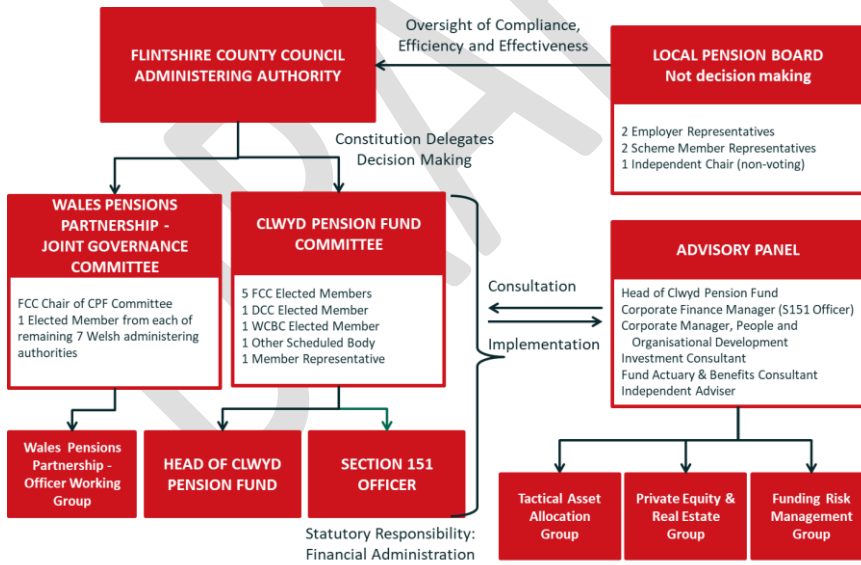 Oversight of Compliance,
Efficiency and Effectiveness
FLINTSHIRE COUNTY COUNCIL
ADMINISTERING AUTHORITY
LOCAL PENSION BOARD
Not decision making
2 Employer Representatives
2 Scheme Member Representatives
1 Independent Chair (non-voting)
Constitution Delegates
Decision Making
WALES PENSIONS
PARTNERSHIP -
JOINT GOVERNANCE
COMMITTEE
FCC Chair of CPF Committee
1 Elected Member from each of
remaining 7 Welsh administering
authorities
CLWYD PENSION FUND
COMMITTEE
5 FCC Elected Members
1 DCC Elected Member
1 WCBC Elected Member
1 Other Scheduled Body
1 Member Representative
Consultation
Implementation
ADVISORY PANEL
Head of Clwyd Pension Fund
Corporate Finance Manager (S151 Officer)
Corporate Manager, People and
Organisational Development
Investment Consultant
Fund Actuary & Benefits Consultant
Independent Adviser
Wales Pensions
Partnership -
Officer Working
Group
HEAD OF CLWYD
PENSION FUND
SECTION 151
OFFICER
Statutory Responsibility:
Financial Administration
Tactical Asset
Allocation
Group
Private Equity &
Real Estate
Group
Funding Risk
Management
Group